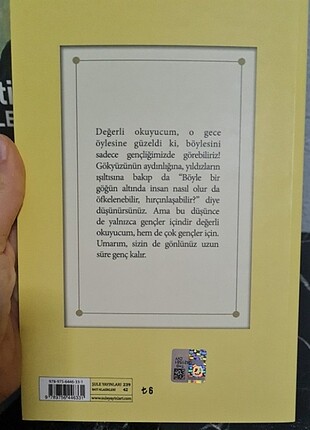 Değerli okuyucum, o gece
öylesine güzeldi ki, böylesini
sadece gençliğimizde görebiliriz!
Gökyüzünün aydınlığına, yıldızların
ışıltısına bakıp da “Böyle bir
göğün altında insan nasıl olur da
öfkelenebilir, hırçınlaşabilir?” diye
düşünürsünüz. Ama bu düşünce
de yalnızca gençler içindir değerli
okuyucum, hem de çok gençler için.
Umarım, sizin de gönlünüz uzun
süre genç kalır.
ŞULE YAYINLARI 239
₺6